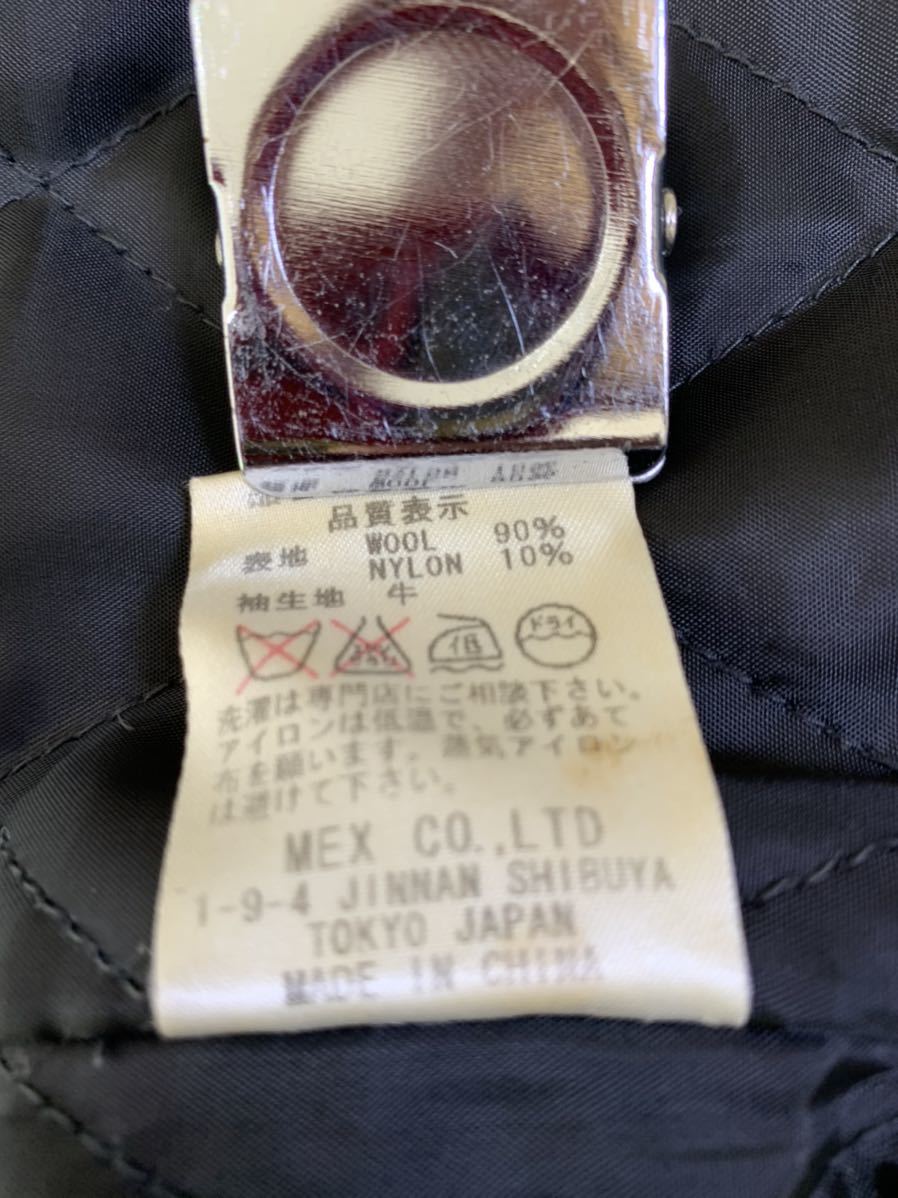 品質表示
表地 WOOL 90%
NYLON 10%
袖生地 牛
低 ドライ
洗濯は専門店にご相談下さい。
アイロンは低温で、必ずあて
布を願います。蒸気アイロン
は避けて下さい。
MEX CO.,LTD
1-9-4 JINNAN SHIBUYA
TOKYO JAPAN
MADE IN CHINA